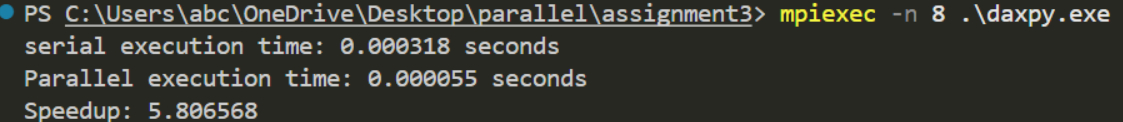 PS C:\Users\abc\OneDrive\Desktop\parallel\assignment3> mpiexec -n 8 .\daxpy.exe
serial execution time: 0.000318 seconds
Parallel execution time: 0.000055 seconds
Speedup: 5.806568